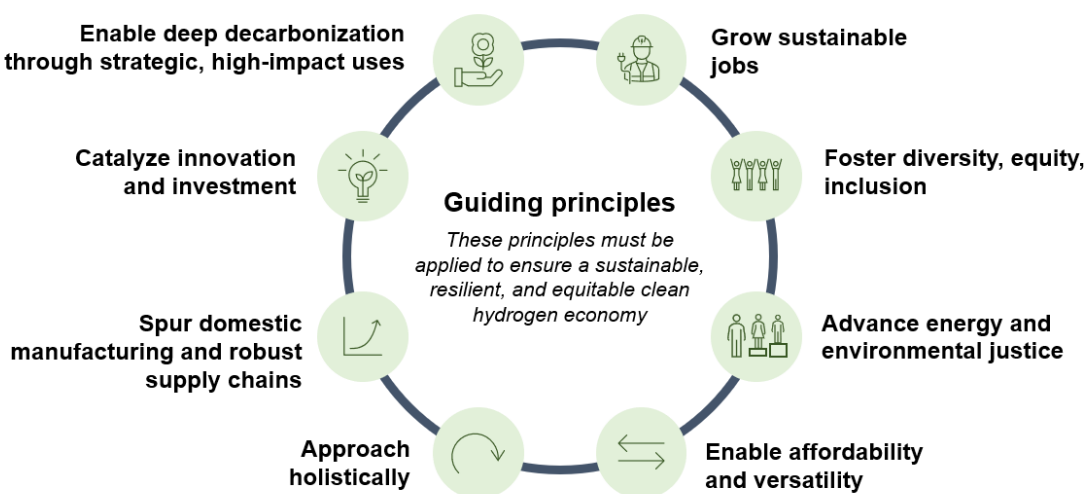 Enable deep decarbonization
through strategic, high-impact uses
Grow sustainable
jobs
Catalyze innovation
and investment
Foster diversity, equity,
inclusion
Guiding principles
These principles must be
applied to ensure a sustainable,
resilient, and equitable clean
hydrogen economy
Spur domestic
manufacturing and robust
supply chains
Advance energy and
environmental justice
Approach
holistically
Enable affordability
and versatility